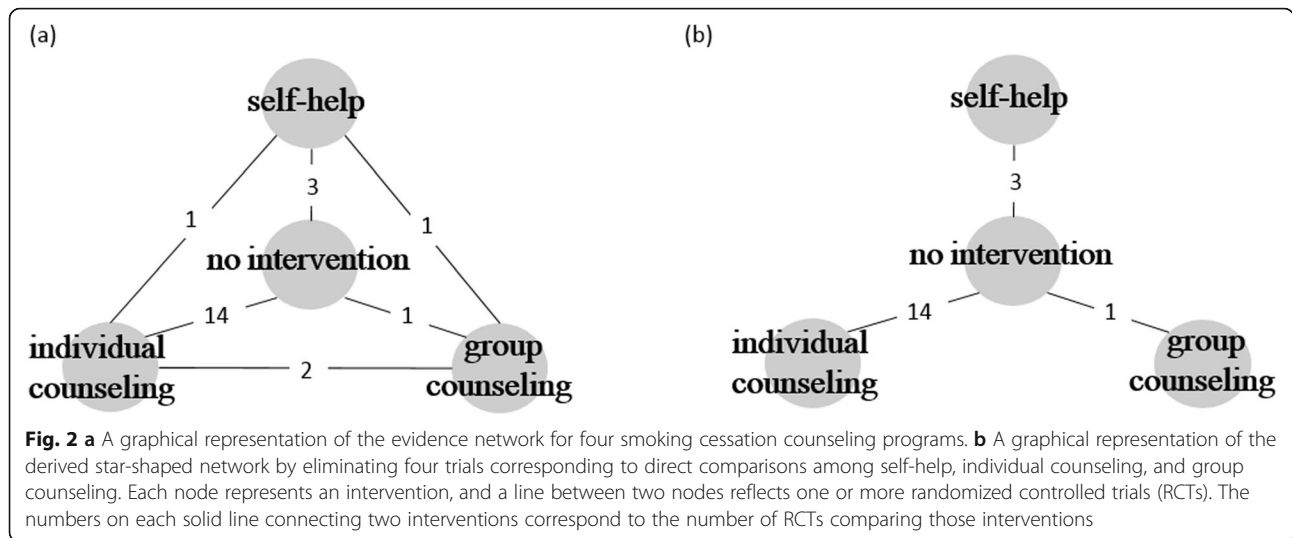 (a)
self-help
3
1
1
no intervention
14
1
individual
counseling
2
group
counseling
(b)
self-help
3
no intervention
14
1
individual
counseling
group
counseling
Fig. 2 a A graphical representation of the evidence network for four smoking cessation counseling programs. b A graphical representation of the
derived star-shaped network by eliminating four trials corresponding to direct comparisons among self-help, individual counseling, and group
counseling. Each node represents an intervention, and a line between two nodes reflects one or more randomized controlled trials (RCTs). The
numbers on each solid line connecting two interventions correspond to the number of RCTs comparing those interventions